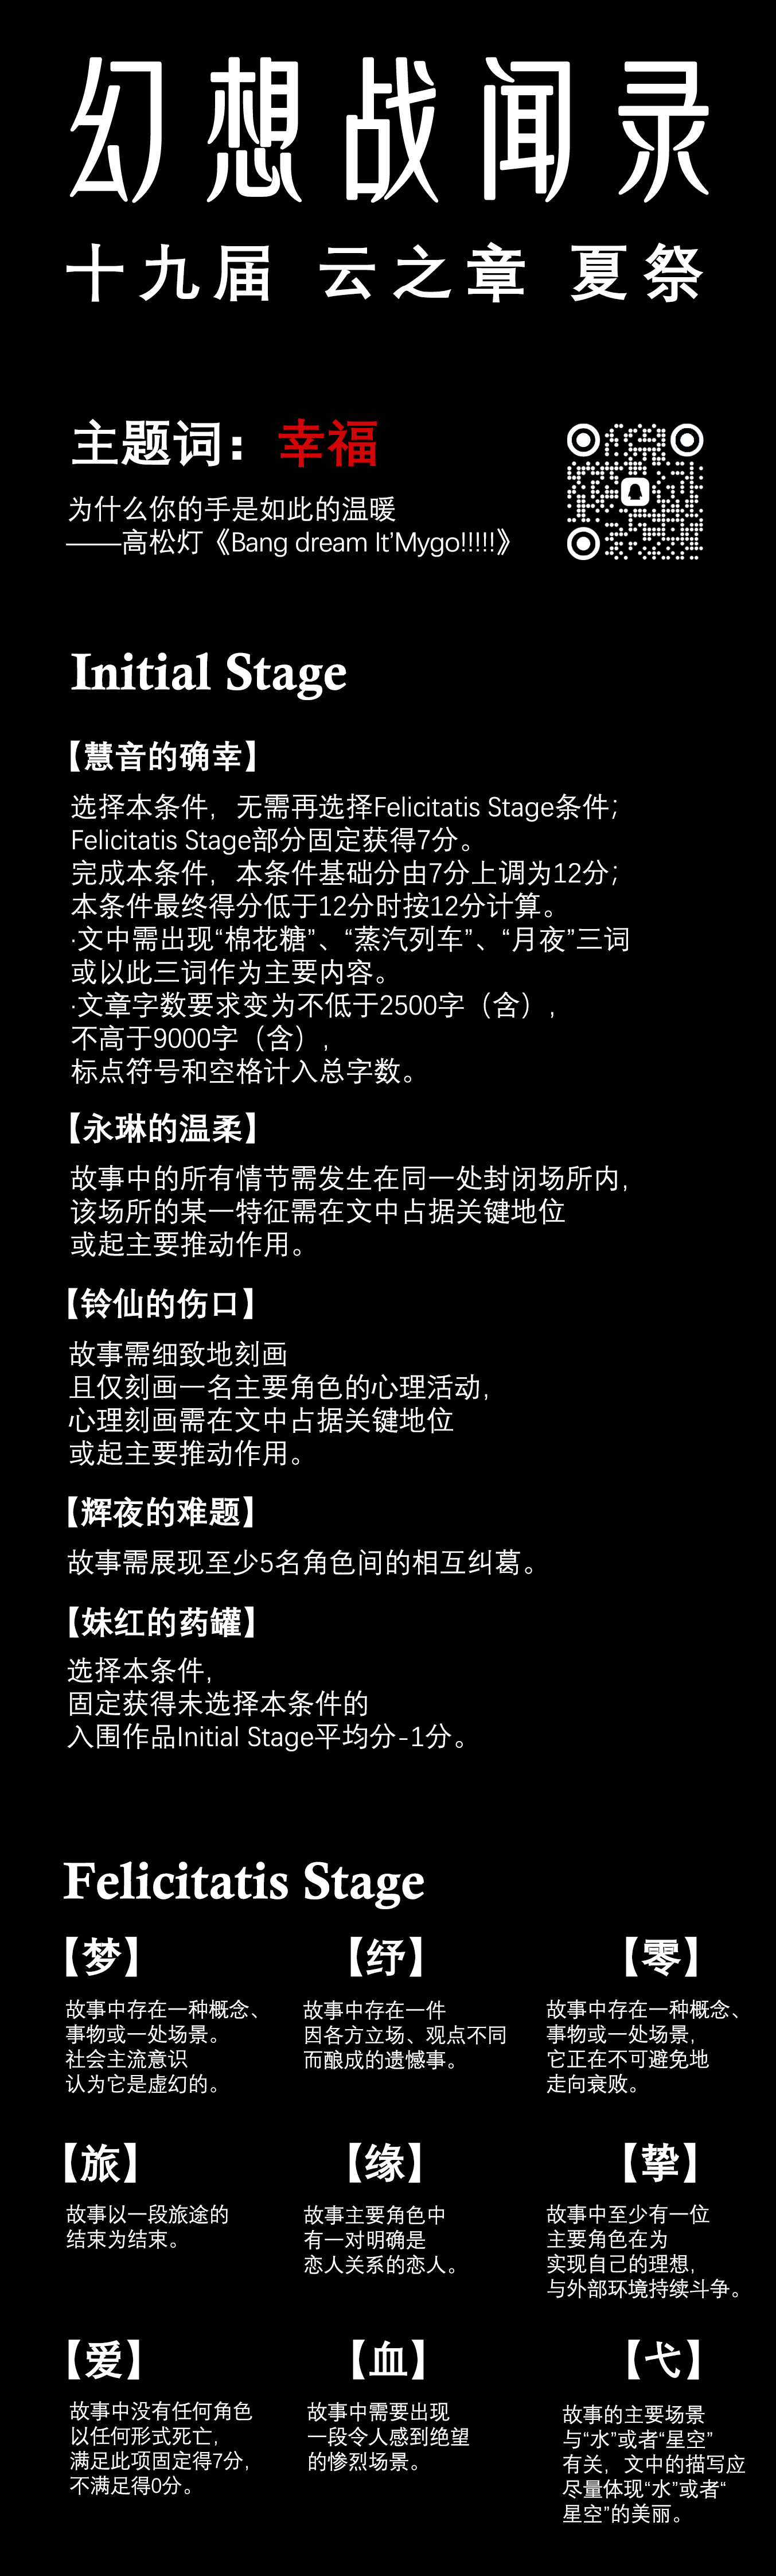 幻想战闻录
十九届 云之章 夏祭
主题词：幸福
为什么你的手是如此的温暖
——高松灯《Bang dream It’Mygo!!!!!》
Initial Stage
【慧音的确幸】
选择本条件，无需再选择Felicitatis Stage条件；
Felicitatis Stage部分固定获得7分。
完成本条件，本条件基础分由7分上调为12分；
本条件最终得分低于12分时按12分计算。
·文中需出现“棉花糖”、“蒸汽列车”、“月夜”三词
或以此三词作为主要内容。
·文章字数要求变为不低于2500字（含），
不高于9000字（含），
标点符号和空格计入总字数。
【永琳的温柔】
故事中的所有情节需发生在同一处封闭场所内，
该场所的某一特征需在文中占据关键地位
或起主要推动作用。
【铃仙的伤口】
故事需细致地刻画
且仅刻画一名主要角色的心理活动，
心理刻画需在文中占据关键地位
或起主要推动作用。
【辉夜的难题】
故事需展现至少5名角色间的相互纠葛。
【妹红的药罐】
选择本条件，
固定获得未选择本条件的
入围作品Initial Stage平均分-1分。
Felicitatis Stage
【梦】
故事中存在一种概念、
事物或一处场景。
社会主流意识
认为它是虚幻的。
【纾】
故事中存在一件
因各方立场、观点不同
而酿成的遗憾事。
【零】
故事中存在一种概念、
事物或一处场景，
它正在不可避免地
走向衰败。
【旅】
故事以一段旅途的
结束为结束。
【缘】
故事主要角色中
有一对明确是
恋人关系的恋人。
【挚】
故事中至少有一位
主要角色在为
实现自己的理想，
与外部环境持续斗争。
【爱】
故事中没有任何角色
以任何形式死亡，
满足此项固定得7分，
不满足得0分。
【血】
故事中需要出现
一段令人感到绝望
的惨烈场景。
【弋】
故事的主要场景
与“水”或者“星空”
有关，文中的描写应
尽量体现“水”或者“
星空”的美丽。